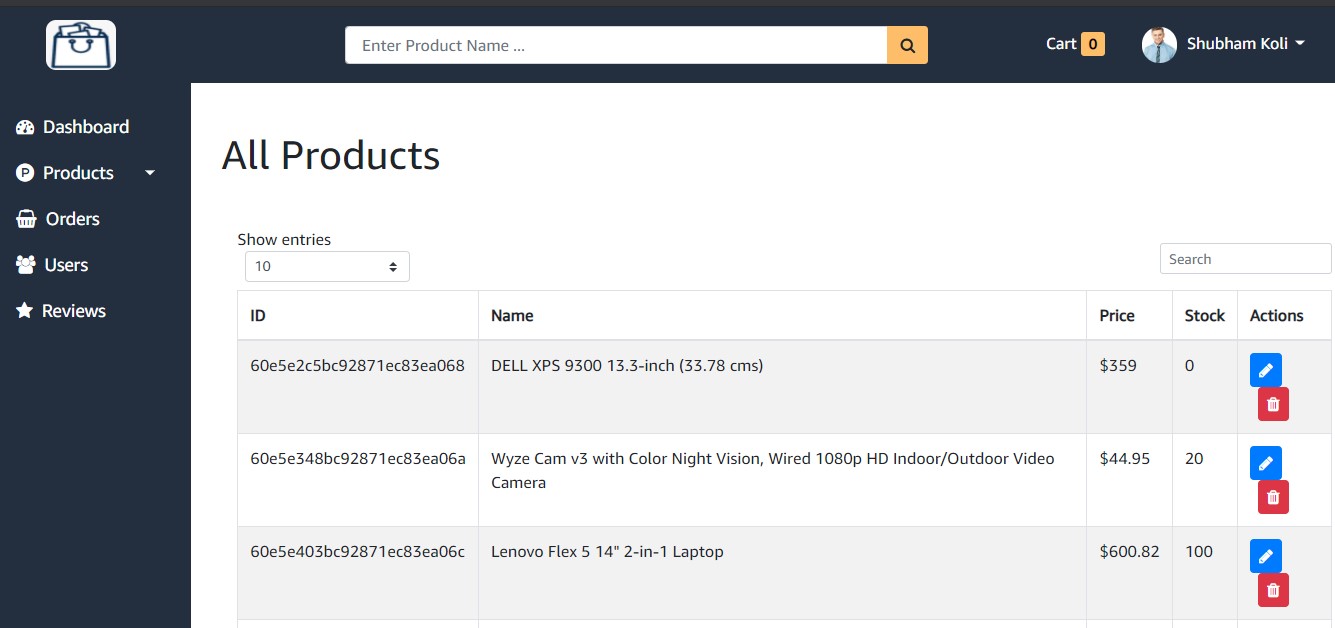 Enter Product Name ...
Cart 0
Shubham Koli
Dashboard
Products
Orders
Users
Reviews
All Products
Show entries
10
Search
ID Name Price Stock Actions
60e5e2c5bc92871ec83ea068 DELL XPS 9300 13.3-inch (33.78 cms) $359 0
60e5e348bc92871ec83ea06a Wyze Cam v3 with Color Night Vision, Wired 1080p HD Indoor/Outdoor Video $44.95 20
Camera
60e5e403bc92871ec83ea06c Lenovo Flex 5 14" 2-in-1 Laptop $600.82 100